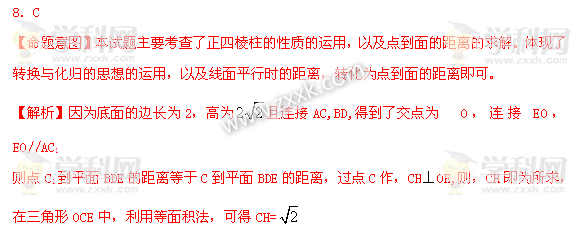 8. C
【命题意图】本试题主要考查了正四棱柱的性质的运用，以及点到面的距离的求解。体现了
转换与化归的思想的运用，以及线面平行时的距离，转化为点到面的距离即可。
【解析】因为底面的边长为 2，高为2√2且连接 AC,BD,得到了交点为 O，连接 EO，
EO//AC₁
则点 C₁到平面 BDE 的距离等于 C 到平面 BDE 的距离，过点 C 作，CH⊥OE,则，CH 即为所求，
在三角形 OCE 中，利用等面积法，可得 CH=√2
学科网
www.zxxk.com